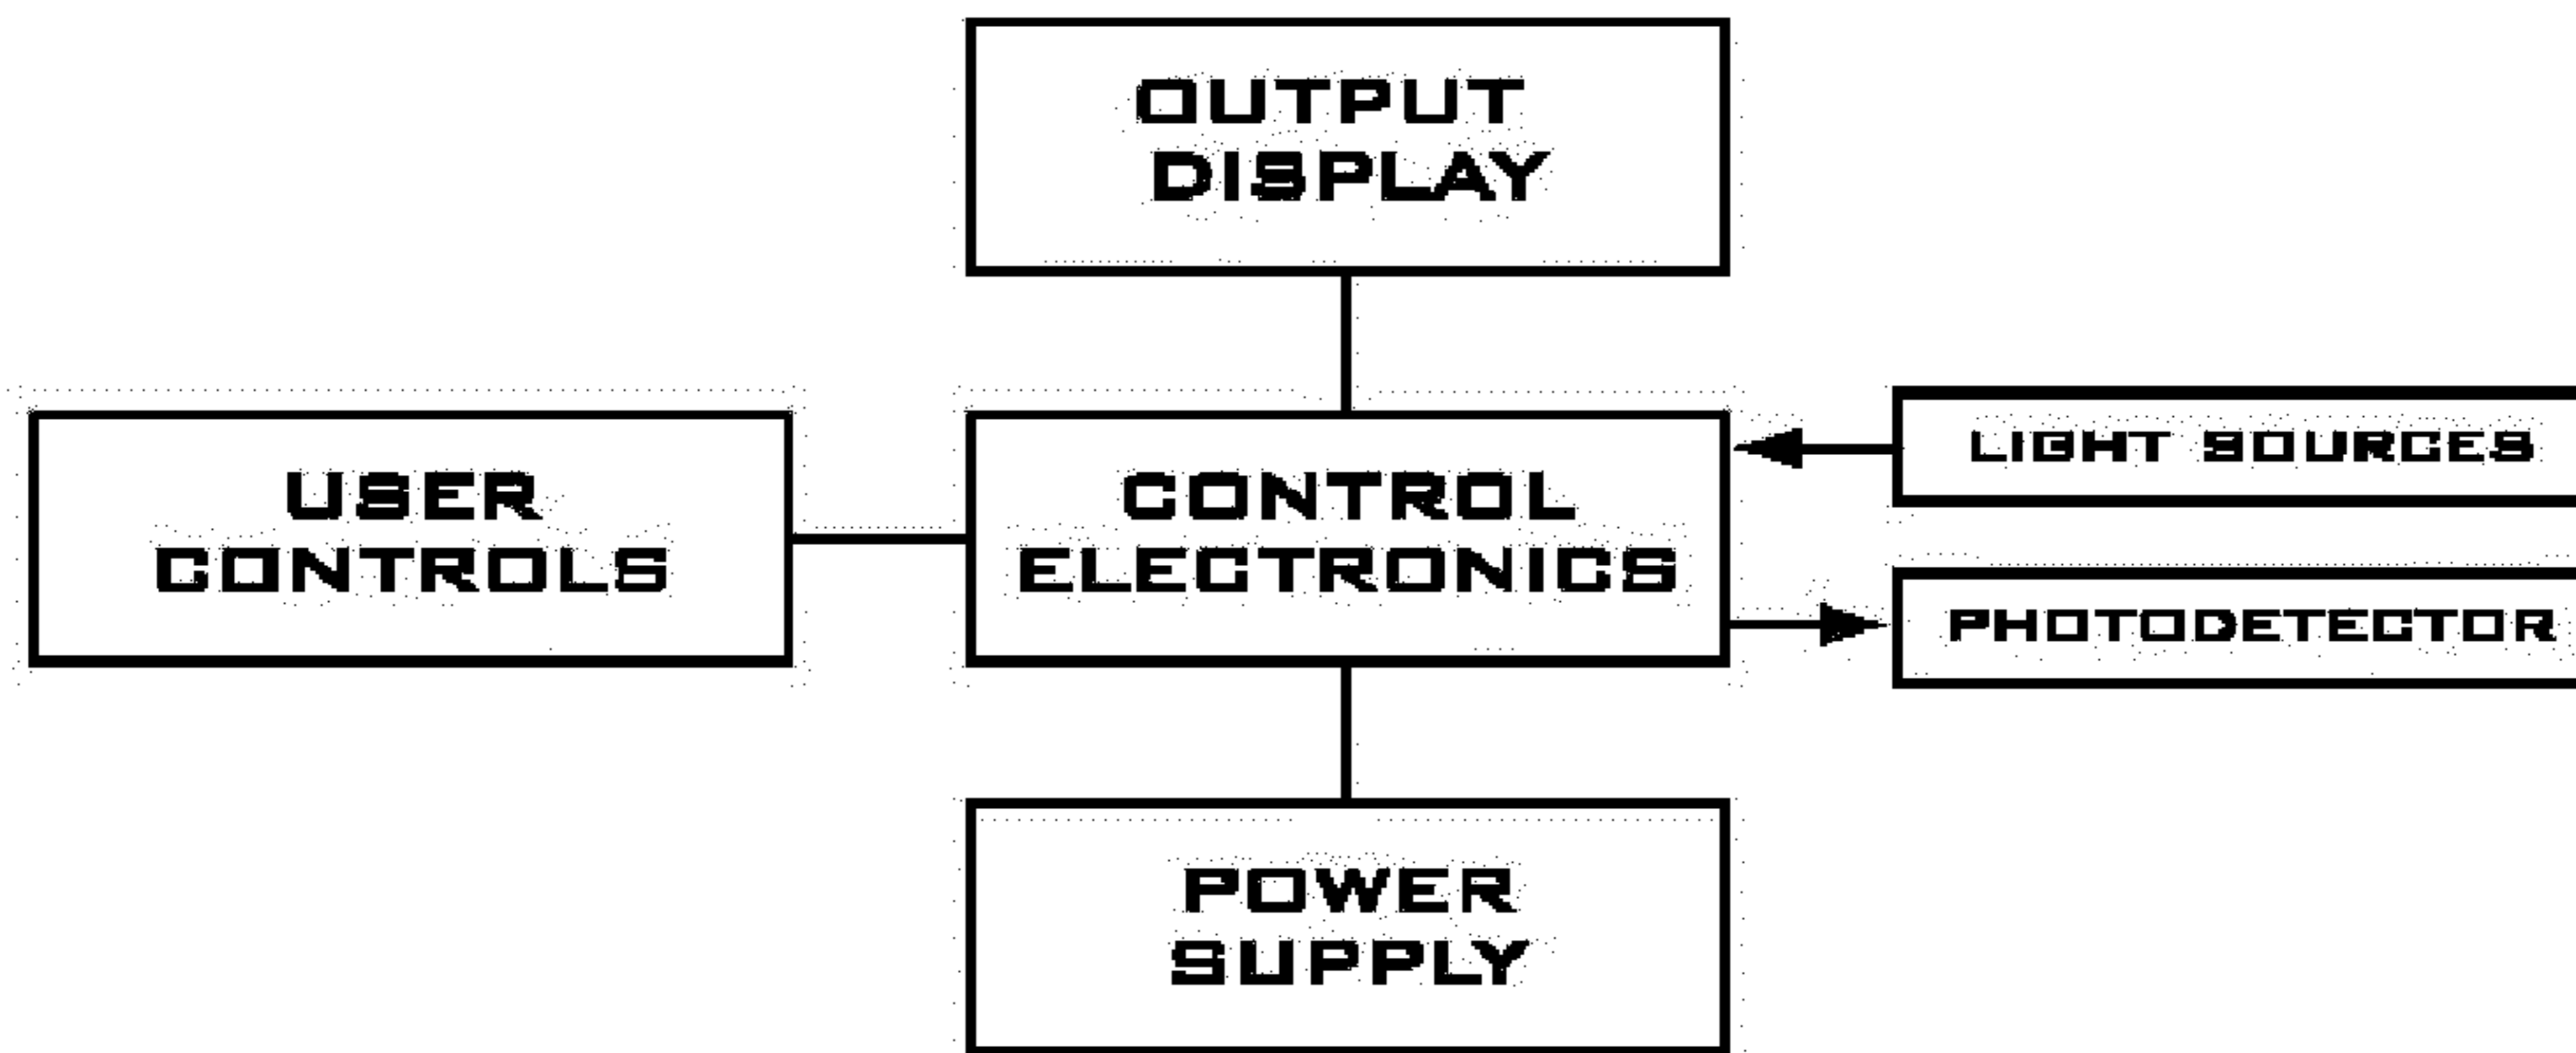 OUTPUT
DISPLAY
USER
CONTROLS
CONTROL
ELECTRONICS
LIGHT SOURCES
PHOTODETECTOR
POWER
SUPPLY